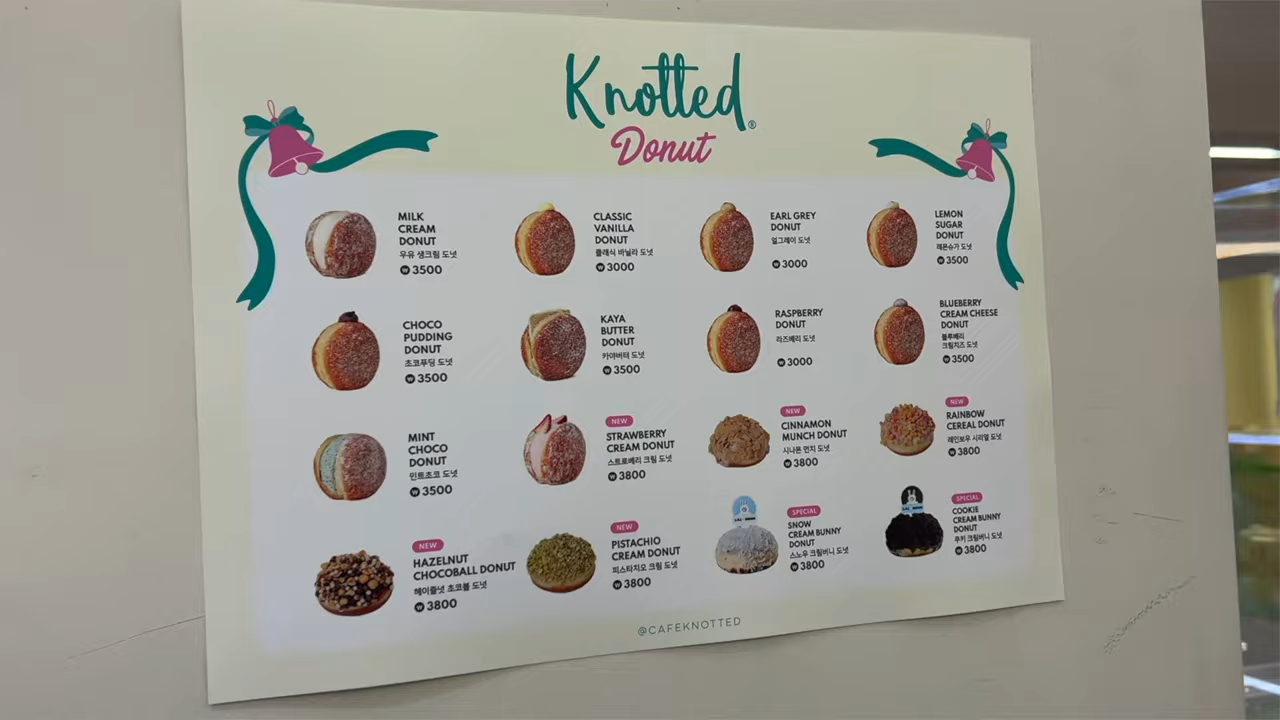 Knotted®
Donut
MILK
CREAM
DONUT
우유 생크림 도넛
₩ 3500
CLASSIC
VANILLA
DONUT
클래식 바닐라 도넛
₩ 3000
EARL GREY
DONUT
얼그레이 도넛
₩ 3000
LEMON
SUGAR
DONUT
레몬슈가 도넛
₩ 3500
CHOCO
PUDDING
DONUT
초코푸딩 도넛
₩ 3500
KAYA
BUTTER
DONUT
카야버터 도넛
₩ 3500
RASPBERRY
DONUT
라즈베리 도넛
₩ 3000
BLUEBERRY
CREAM CHEESE
DONUT
블루베리
크림치즈 도넛
₩ 3500
MINT
CHOCO
DONUT
민트초코 도넛
₩ 3500
NEW
STRAWBERRY
CREAM DONUT
스트로베리 크림 도넛
₩ 3800
NEW
CINNAMON
MUNCH DONUT
시나몬 먼치 도넛
₩ 3800
NEW
RAINBOW
CEREAL DONUT
레인보우 시리얼 도넛
₩ 3800
NEW
HAZELNUT
CHOCOBALL DONUT
헤이즐넛 초코볼 도넛
₩ 3800
NEW
PISTACHIO
CREAM DONUT
피스타치오 크림 도넛
₩ 3800
SPECIAL
SNOW
CREAM BUNNY
DONUT
스노우 크림버니 도넛
₩ 3800
SPECIAL
COOKIE
CREAM BUNNY
DONUT
쿠키 크림버니 도넛
₩ 3800
@CAFEKNOTTED